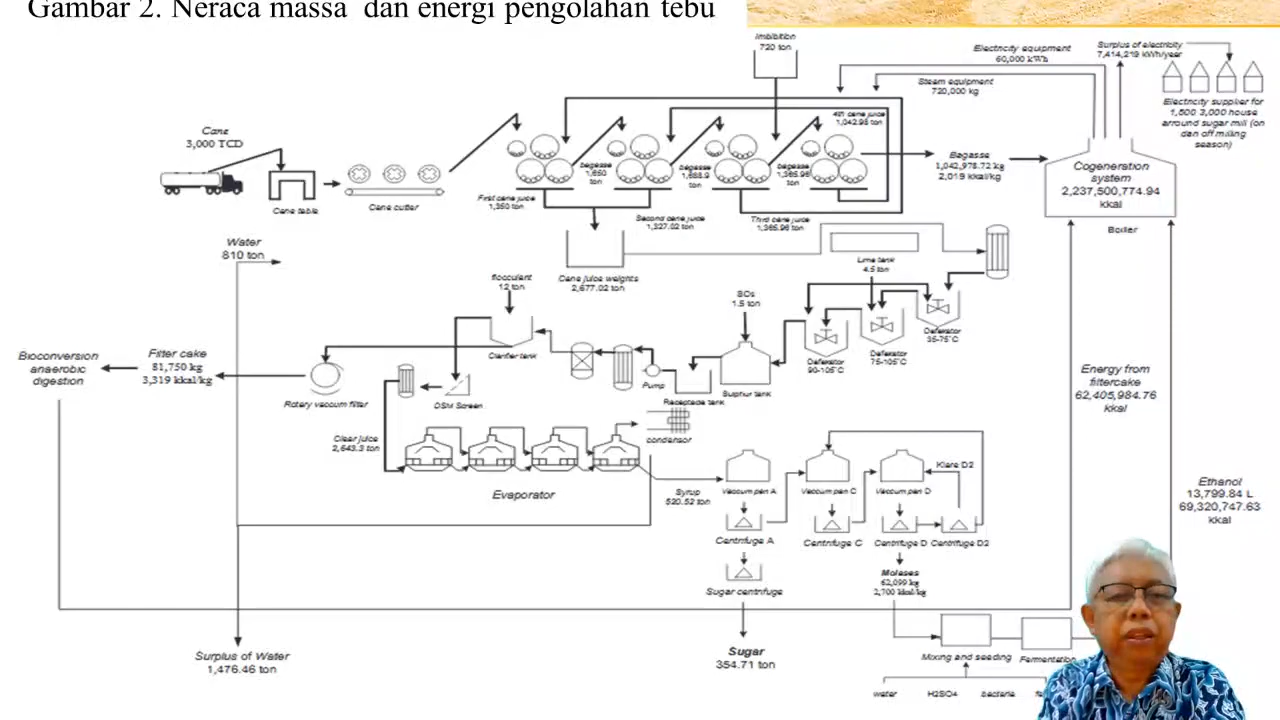 Gambar 2. Neraca massa dan energi pengolahan tebu
Imbibition
720 ton
Electricity equipment
60,000 kWh
Surplus of electricity
7,414,219 kWh/year
Steam equipment
720,000 kg
Electricity supplier for
1,500 3,000 house
arround sugar mill (on
dan off milling
season)
Cane
3,000 TCD
Cane table
Cane cutter
First cane juice
1,350 ton
bagasse
1,650
ton
Second cane juice
1,327.02 ton
bagasse
1,688.9
ton
Third cane juice
1,365.96 ton
bagasse
1,365.96
ton
4th cane juice
1,042.98 ton
Bagasse
1,042,978.72 kg
2,019 kkal/kg
Cogeneration
system
2,237,500,774.94
kkal
Boiler
Water
810 ton
Cane juice weights
2,677.02 ton
Lime tank
4.5 ton
flocculant
12 ton
SO₂
1.5 ton
Defekator
35-75°C
Defekator
75-105°C
Defekator
90-105°C
Clarifier tank
Pump
Receptade tank
Sulphur tank
Bioconversion
anaerobic
digestion
Filter cake
81,750 kg
3,319 kkal/kg
Rotary vacuum filter
DSM Screen
Clear juice
2,643.3 ton
condensor
Evaporator
Syrup
520.52 ton
Vaccum pan A
Vaccum pan C
Vaccum pan D
Klare D2
Centrifuge A
Centrifuge C
Centrifuge D
Centrifuge D2
Sugar centrifuge
Molases
62,099 kg
2,700 kkal/kg
Energy from
filtercake
62,405,984.76
kkal
Ethanol
13,799.84 L
69,320,747.63
kkal
Surplus of Water
1,476.46 ton
Sugar
354.71 ton
Mixing and seeding
Fermentation
water
H2SO4
bacteria